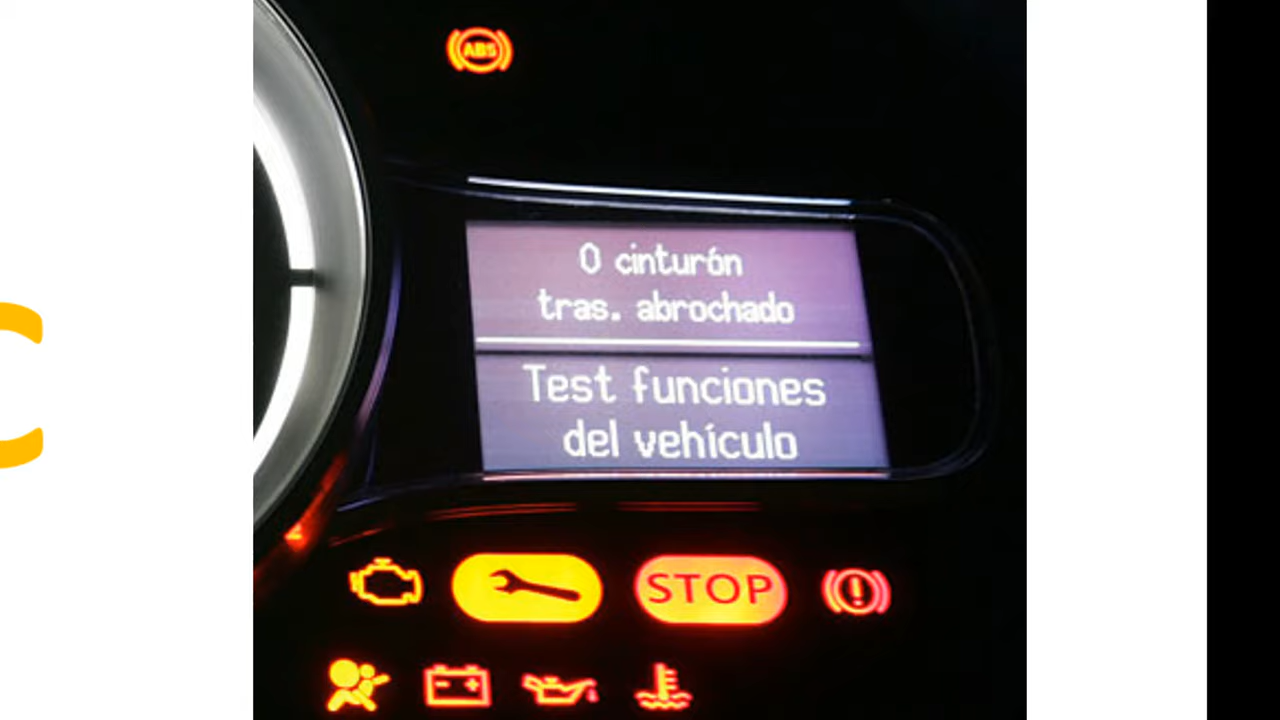 ABS
0 cinturón
tras. abrochado
Test funciones
del vehículo
STOP